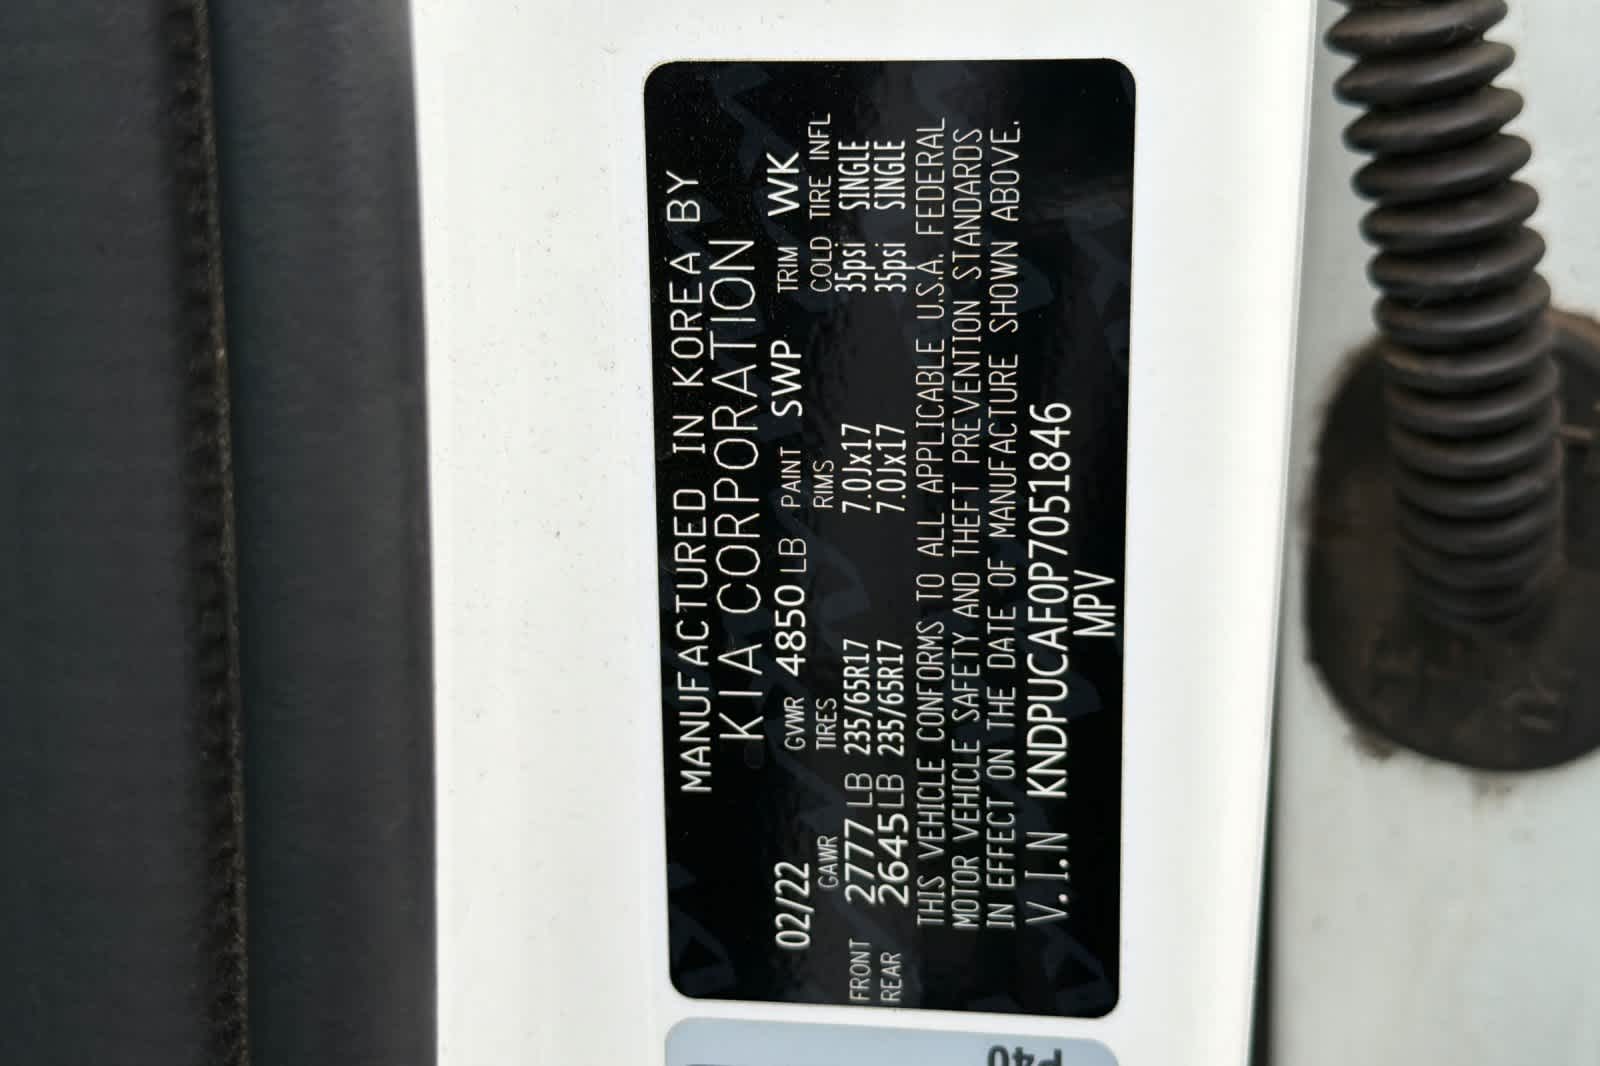 MANUFACTURED IN KOREA BY
KIA CORPORATION
02/22 GVWR 4850 LB PAINT SWP TRIM WK
GAWR TIRES RIMS COLD TIRE INFL
FRONT 2777 LB 235/65R17 7.0Jx17 35psi SINGLE
REAR 2645 LB 235/65R17 7.0Jx17 35psi SINGLE
THIS VEHICLE CONFORMS TO ALL APPLICABLE U.S.A. FEDERAL
MOTOR VEHICLE SAFETY AND THEFT PREVENTION STANDARDS
IN EFFECT ON THE DATE OF MANUFACTURE SHOWN ABOVE.
V.I.N KNDPUCAF0P7051846
MPV